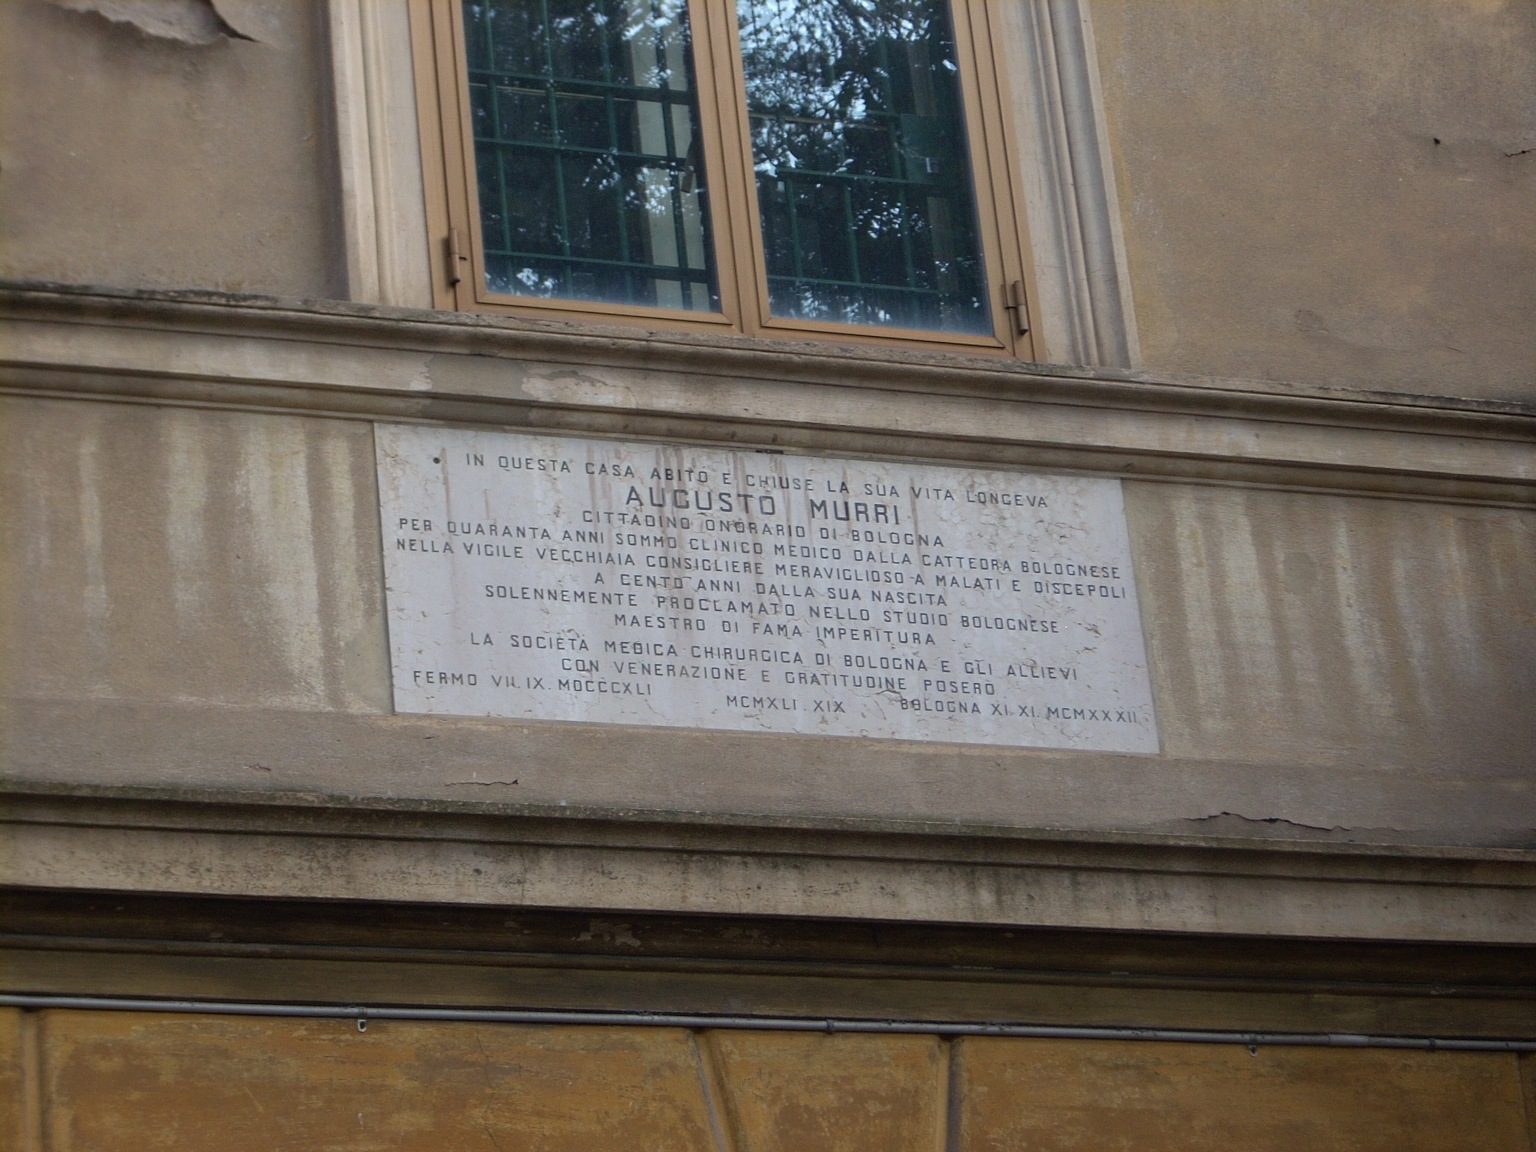 IN QUESTA CASA ABITÒ E CHIUSE LA SUA VITA LONGEVA
AUGUSTO MURRI
CITTADINO ONORARIO DI BOLOGNA
PER QUARANTA ANNI SOMMO CLINICO MEDICO DALLA CATTEDRA BOLOGNESE
NELLA VIGILE VECCHIAIA CONSIGLIERE MERAVIGLIOSO A MALATI E DISCEPOLI
A CENTO ANNI DALLA SUA NASCITA
SOLENNEMENTE PROCLAMATO NELLO STUDIO BOLOGNESE
MAESTRO DI FAMA IMPERITURA
LA SOCIETÀ MEDICA CHIRURGICA DI BOLOGNA E GLI ALLIEVI
CON VENERAZIONE E GRATITUDINE POSERO
FERMO VII.IX.MDCCCXLI MCMXLI.XIX BOLOGNA XI.XI.MCMXXXII